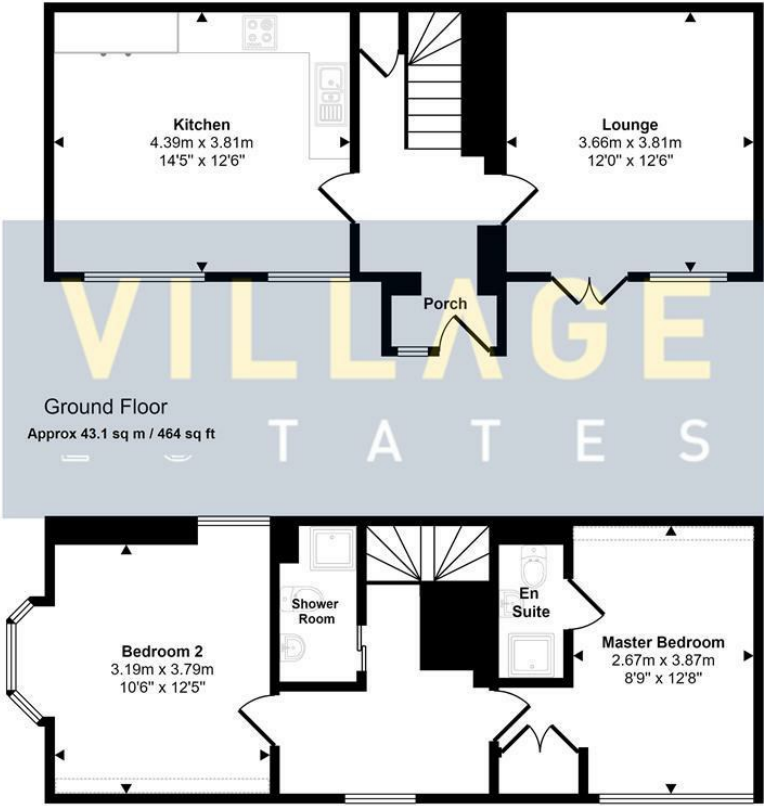 Kitchen
4.39m x 3.81m
14'5" x 12'6"
Lounge
3.66m x 3.81m
12'0" x 12'6"
Porch
VILLAGE
Ground Floor
Approx 43.1 sq m / 464 sq ft
TATES
Shower
Room
En
Suite
Bedroom 2
3.19m x 3.79m
10'6" x 12'5"
Master Bedroom
2.67m x 3.87m
8'9" x 12'8"